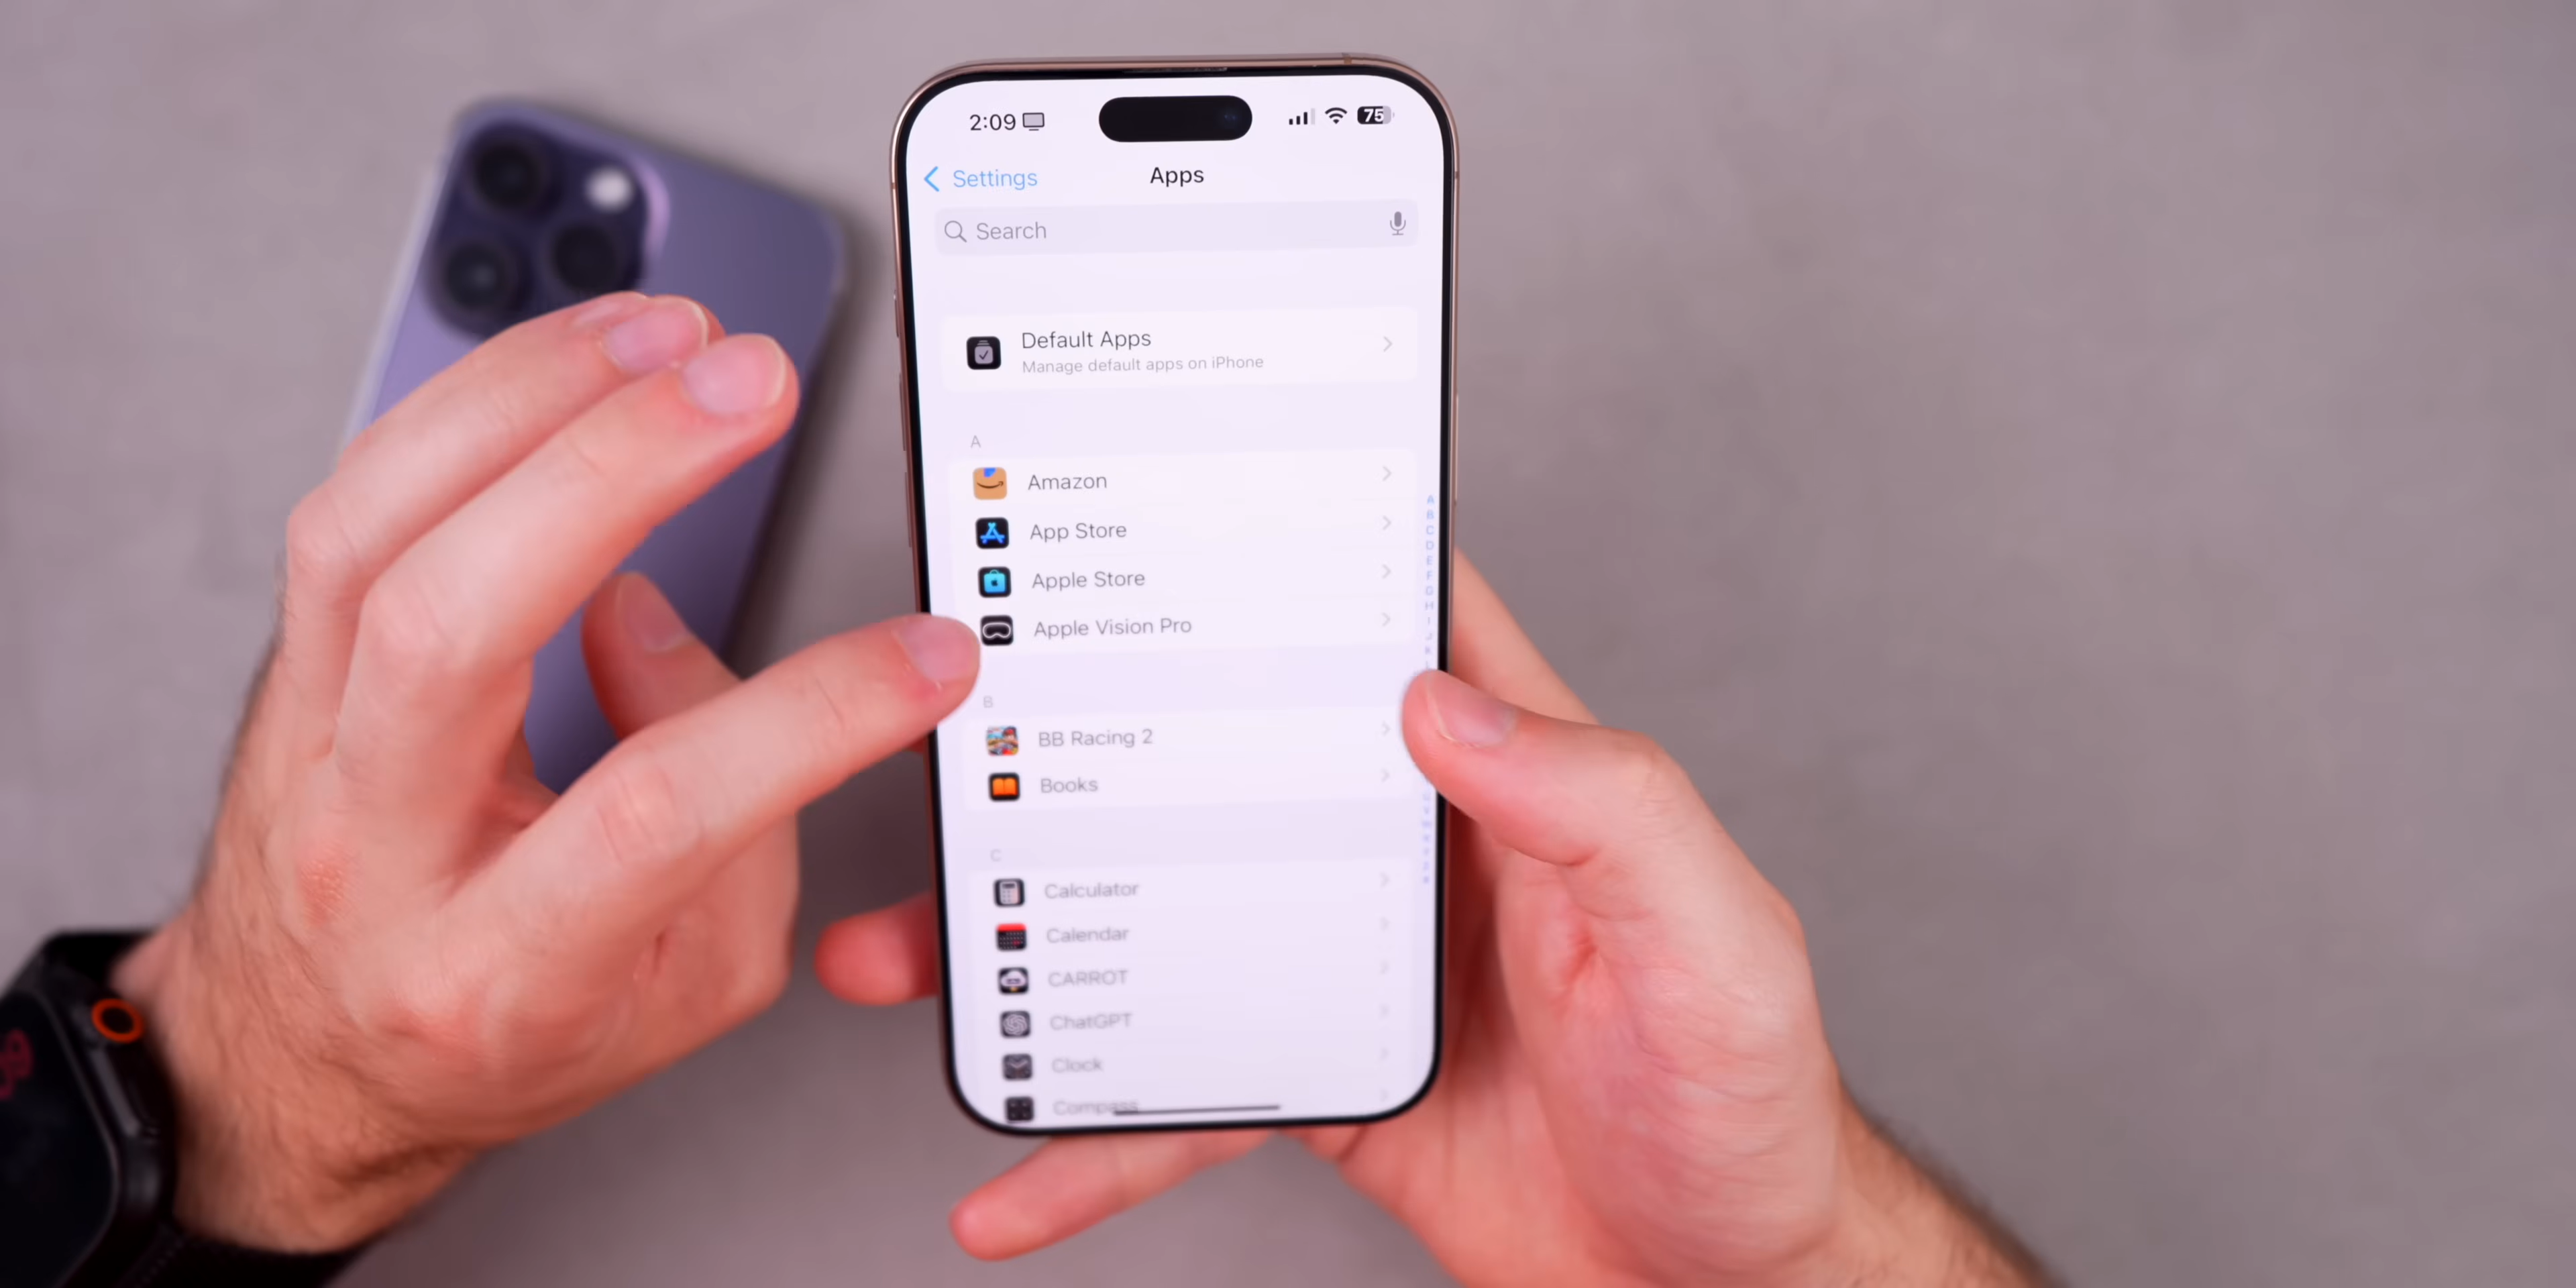 2:09
75
Settings
Apps
Search
Default Apps
Manage default apps on iPhone
A
Amazon
App Store
Apple Store
Apple Vision Pro
B
BB Racing 2
Books
C
Calculator
Calendar
CARROT
ChatGPT
Clock
Compass
A
B
C
D
E
F
G
H
I
J
K